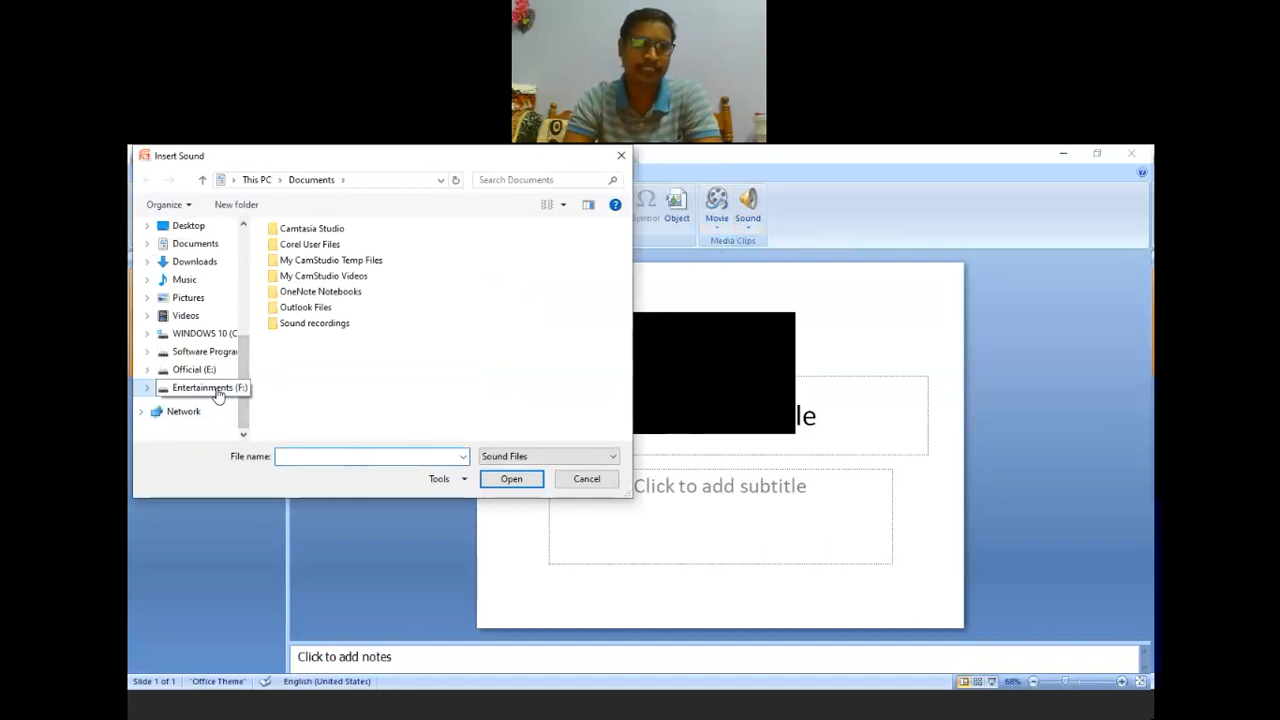 Insert Sound
This PC > Documents >
Search Documents
Organize
New folder
Symbol
Object
Movie
Sound
Media Clips
Desktop
Documents
Downloads
Music
Pictures
Videos
WINDOWS 10 (C
Software Progra
Official (E:)
Entertainments (F:)
Network
Camtasia Studio
Corel User Files
My CamStudio Temp Files
My CamStudio Videos
OneNote Notebooks
Outlook Files
Sound recordings
File name:
Sound Files
Tools
Open
Cancel
le
Click to add subtitle
Click to add notes
Slide 1 of 1
"Office Theme"
English (United States)
68%